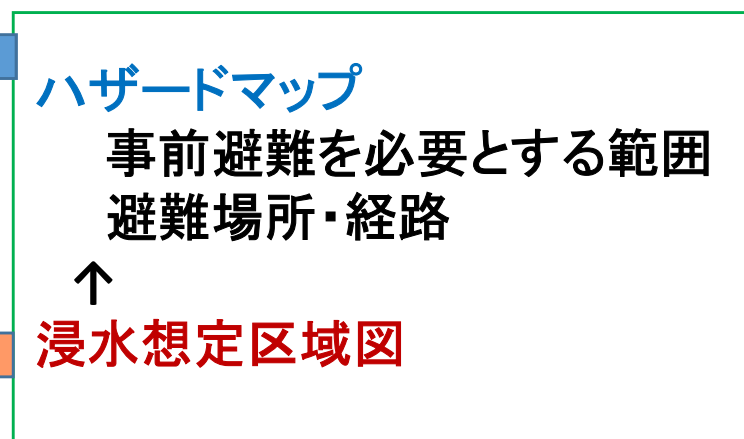 ハザードマップ
事前避難を必要とする範囲
避難場所・経路
↑
浸水想定区域図